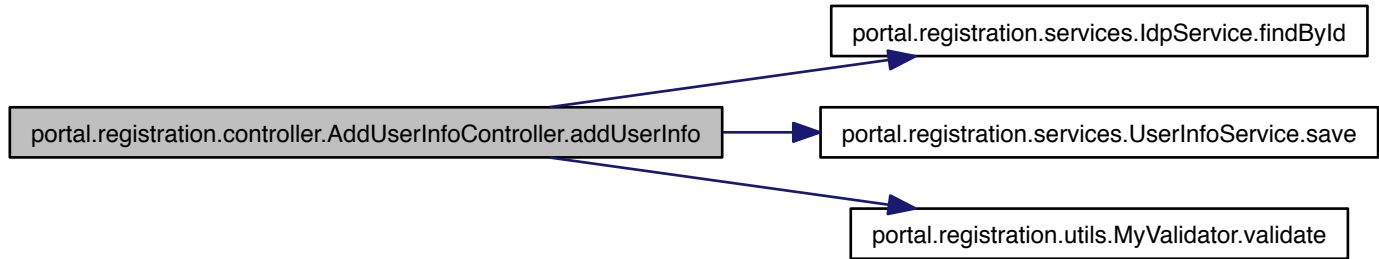 portal.registration.services.IdpService.findById
portal.registration.controller.AddUserInfoController.addUserInfo
portal.registration.services.UserInfoService.save
portal.registration.utils.MyValidator.validate